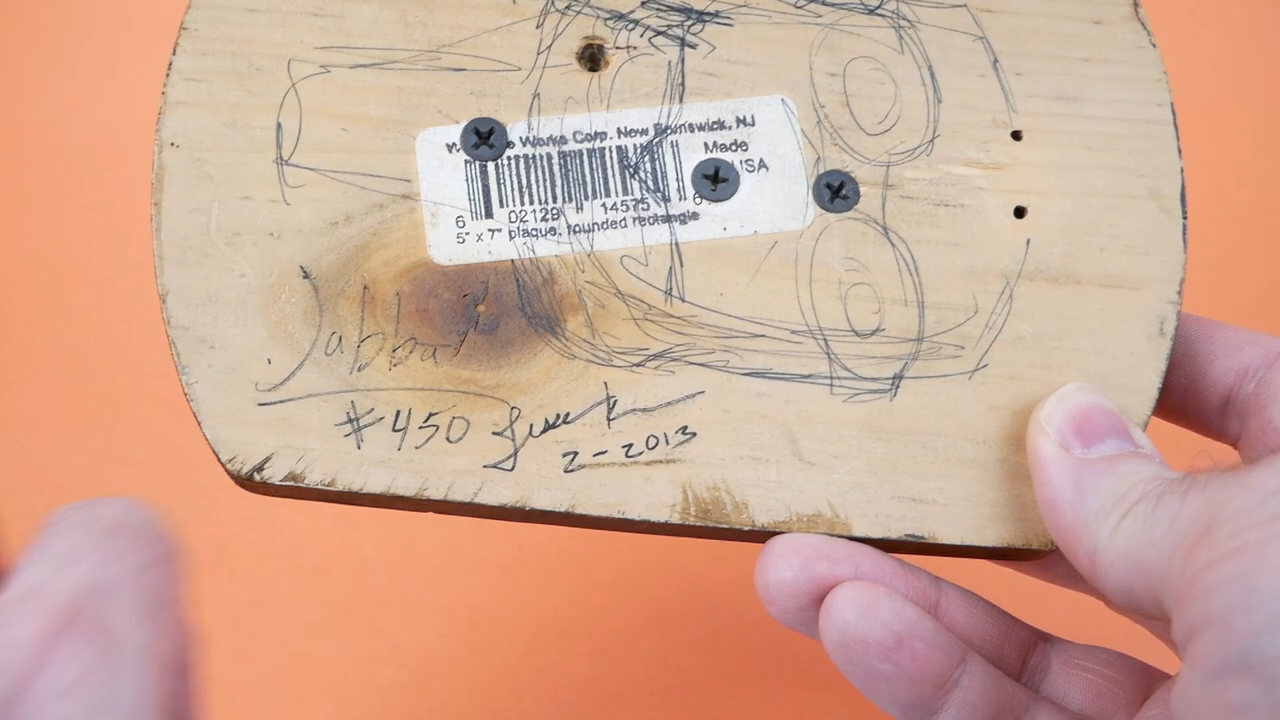 Works Corp. New Brunswick, NJ
Made
USA
6 02129 14575 6
5" x 7" plaque, rounded rectangle
Jabba
#450
2-2013